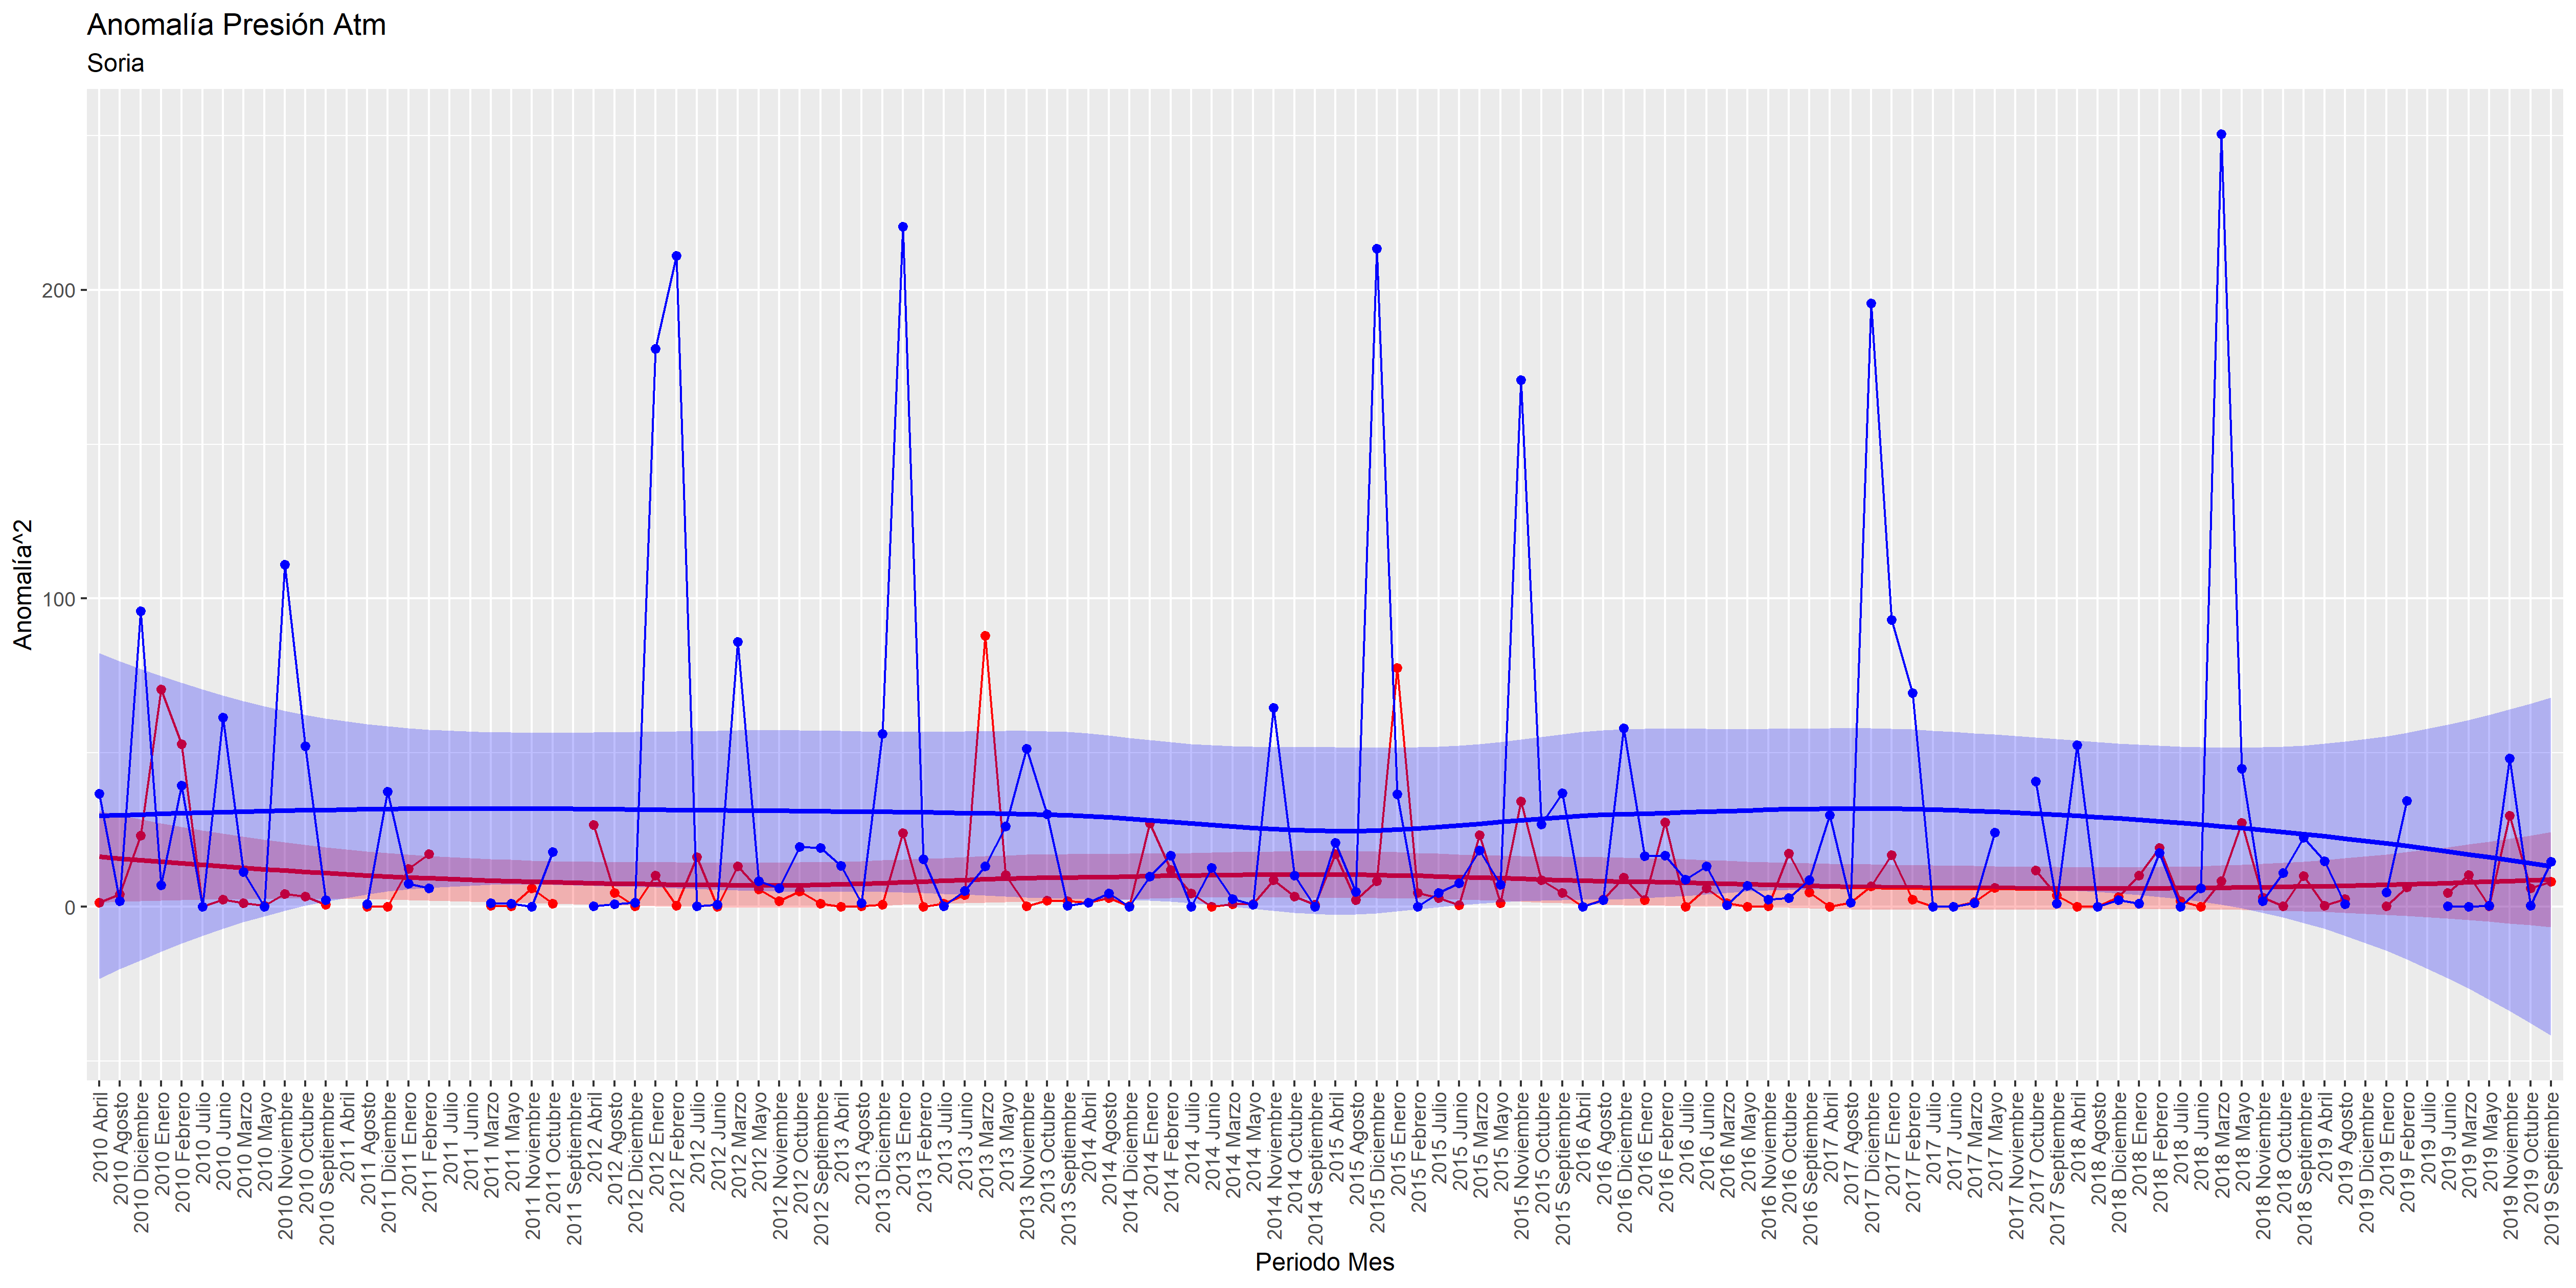 Anomalía Presión Atm
Soria
Anomalía^2
200
100
0
2010 Abril
2010 Agosto
2010 Diciembre
2010 Enero
2010 Febrero
2010 Julio
2010 Junio
2010 Marzo
2010 Mayo
2010 Noviembre
2010 Octubre
2010 Septiembre
2011 Abril
2011 Agosto
2011 Diciembre
2011 Enero
2011 Febrero
2011 Julio
2011 Junio
2011 Marzo
2011 Mayo
2011 Noviembre
2011 Octubre
2011 Septiembre
2012 Abril
2012 Agosto
2012 Diciembre
2012 Enero
2012 Febrero
2012 Julio
2012 Junio
2012 Marzo
2012 Mayo
2012 Noviembre
2012 Octubre
2012 Septiembre
2013 Abril
2013 Agosto
2013 Diciembre
2013 Enero
2013 Febrero
2013 Julio
2013 Junio
2013 Marzo
2013 Mayo
2013 Noviembre
2013 Octubre
2013 Septiembre
2014 Abril
2014 Agosto
2014 Diciembre
2014 Enero
2014 Febrero
2014 Julio
2014 Junio
2014 Marzo
2014 Mayo
2014 Noviembre
2014 Octubre
2014 Septiembre
2015 Abril
2015 Agosto
2015 Diciembre
2015 Enero
2015 Febrero
2015 Julio
2015 Junio
2015 Marzo
2015 Mayo
2015 Noviembre
2015 Octubre
2015 Septiembre
2016 Abril
2016 Agosto
2016 Diciembre
2016 Enero
2016 Febrero
2016 Julio
2016 Junio
2016 Marzo
2016 Mayo
2016 Noviembre
2016 Octubre
2016 Septiembre
2017 Abril
2017 Agosto
2017 Diciembre
2017 Enero
2017 Febrero
2017 Julio
2017 Junio
2017 Marzo
2017 Mayo
2017 Noviembre
2017 Octubre
2017 Septiembre
2018 Abril
2018 Agosto
2018 Diciembre
2018 Enero
2018 Febrero
2018 Julio
2018 Junio
2018 Marzo
2018 Mayo
2018 Noviembre
2018 Octubre
2018 Septiembre
2019 Abril
2019 Agosto
2019 Diciembre
2019 Enero
2019 Febrero
2019 Julio
2019 Junio
2019 Marzo
2019 Mayo
2019 Noviembre
2019 Octubre
2019 Septiembre
Periodo Mes